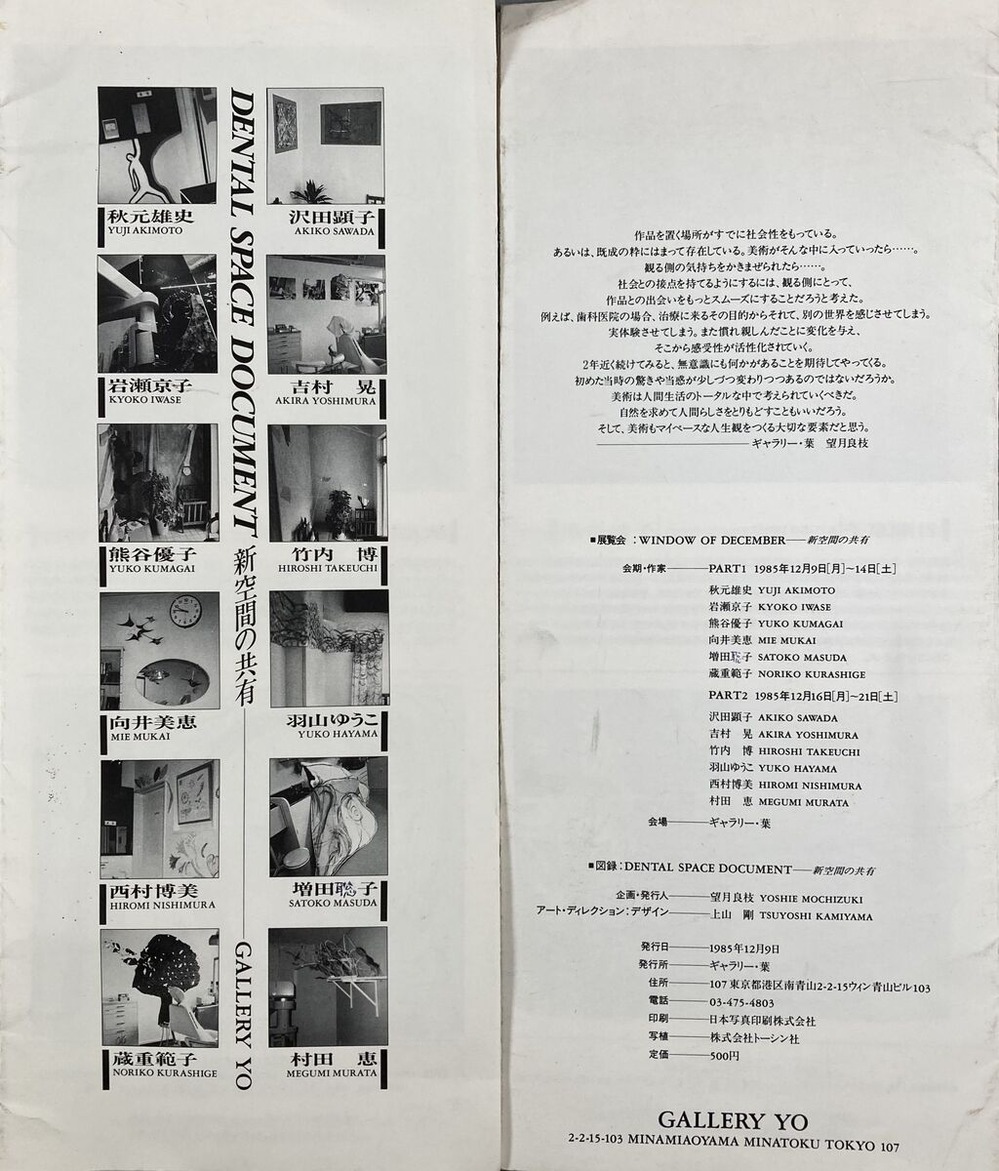 DENTAL SPACE DOCUMENT 新空間の共有
GALLERY YO
秋元雄史
YUJI AKIMOTO
沢田顕子
AKIKO SAWADA
岩瀬京子
KYOKO IWASE
吉村 晃
AKIRA YOSHIMURA
熊谷優子
YUKO KUMAGAI
竹内 博
HIROSHI TAKEUCHI
向井美恵
MIE MUKAI
羽山ゆうこ
YUKO HAYAMA
西村博美
HIROMI NISHIMURA
増田聡子
SATOKO MASUDA
蔵重範子
NORIKO KURASHIGE
村田 恵
MEGUMI MURATA
作品を置く場所がすでに社会性をもっている。
あるいは、既成の枠にはまって存在している。美術がそんな中に入っていったら……。
観る側の気持ちをかきまぜられたら……。
社会との接点を持てるようにするには、観る側にとって、
作品との出会いをもっとスムーズにすることだろうと考えた。
例えば、歯科医院の場合、治療に来るその目的からそれて、別の世界を感じさせてしまう。
実体験させてしまう。また慣れ親しんだことに変化を与え、
そこから感受性が活性化されていく。
2年近く続けてみると、無意識にも何かがあることを期待してやってくる。
初めた当時の驚きや当惑が少しづつ変わりつつあるのではないだろうか。
美術は人間生活のトータルな中で考えられていくべきだ。
自然を求めて人間らしさをとりもどすこともいいだろう。
そして、美術もマイペースな人生観をつくる大切な要素だと思う。
————ギャラリー・葉 望月良枝
■展覧会：WINDOW OF DECEMBER——新空間の共有
会期・作家——PART1 1985年12月9日[月]〜14日[土]
秋元雄史 YUJI AKIMOTO
岩瀬京子 KYOKO IWASE
熊谷優子 YUKO KUMAGAI
向井美恵 MIE MUKAI
増田聡子 SATOKO MASUDA
蔵重範子 NORIKO KURASHIGE
PART2 1985年12月16日[月]〜21日[土]
沢田顕子 AKIKO SAWADA
吉村 晃 AKIRA YOSHIMURA
竹内 博 HIROSHI TAKEUCHI
羽山ゆうこ YUKO HAYAMA
西村博美 HIROMI NISHIMURA
村田 恵 MEGUMI MURATA
会場——ギャラリー・葉
■図録：DENTAL SPACE DOCUMENT——新空間の共有
企画・発行人——望月良枝 YOSHIE MOCHIZUKI
アート・ディレクション：デザイン——上山 剛 TSUYOSHI KAMIYAMA
発行日——1985年12月9日
発行所——ギャラリー・葉
住所——107 東京都港区南青山2-2-15ウィン青山ビル103
電話——03-475-4803
印刷——日本写真印刷株式会社
写植——株式会社トーシン社
定価——500円
GALLERY YO
2-2-15-103 MINAMIAOYAMA MINATOKU TOKYO 107